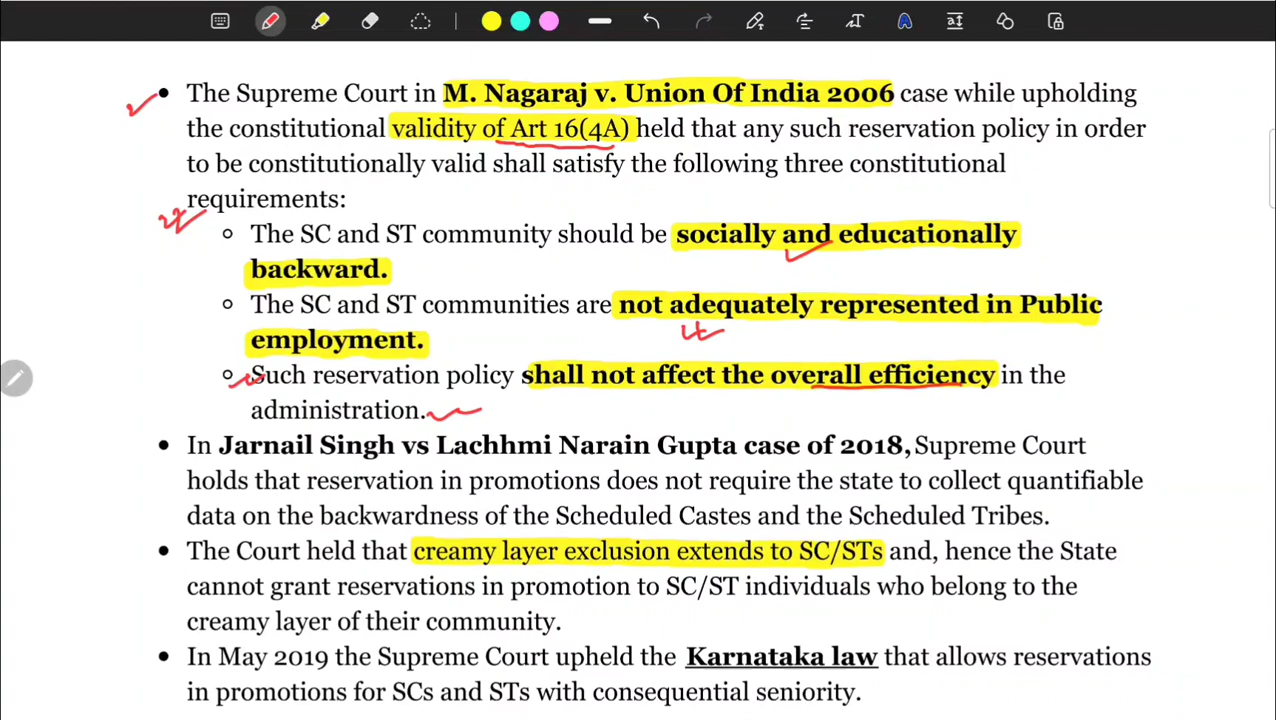 • The Supreme Court in M. Nagaraj v. Union Of India 2006 case while upholding
the constitutional validity of Art 16(4A) held that any such reservation policy in order
to be constitutionally valid shall satisfy the following three constitutional
requirements:
○ The SC and ST community should be socially and educationally
backward.
○ The SC and ST communities are not adequately represented in Public
employment.
○ Such reservation policy shall not affect the overall efficiency in the
administration.
• In Jarnail Singh vs Lachhmi Narain Gupta case of 2018, Supreme Court
holds that reservation in promotions does not require the state to collect quantifiable
data on the backwardness of the Scheduled Castes and the Scheduled Tribes.
• The Court held that creamy layer exclusion extends to SC/STs and, hence the State
cannot grant reservations in promotion to SC/ST individuals who belong to the
creamy layer of their community.
• In May 2019 the Supreme Court upheld the Karnataka law that allows reservations
in promotions for SCs and STs with consequential seniority.